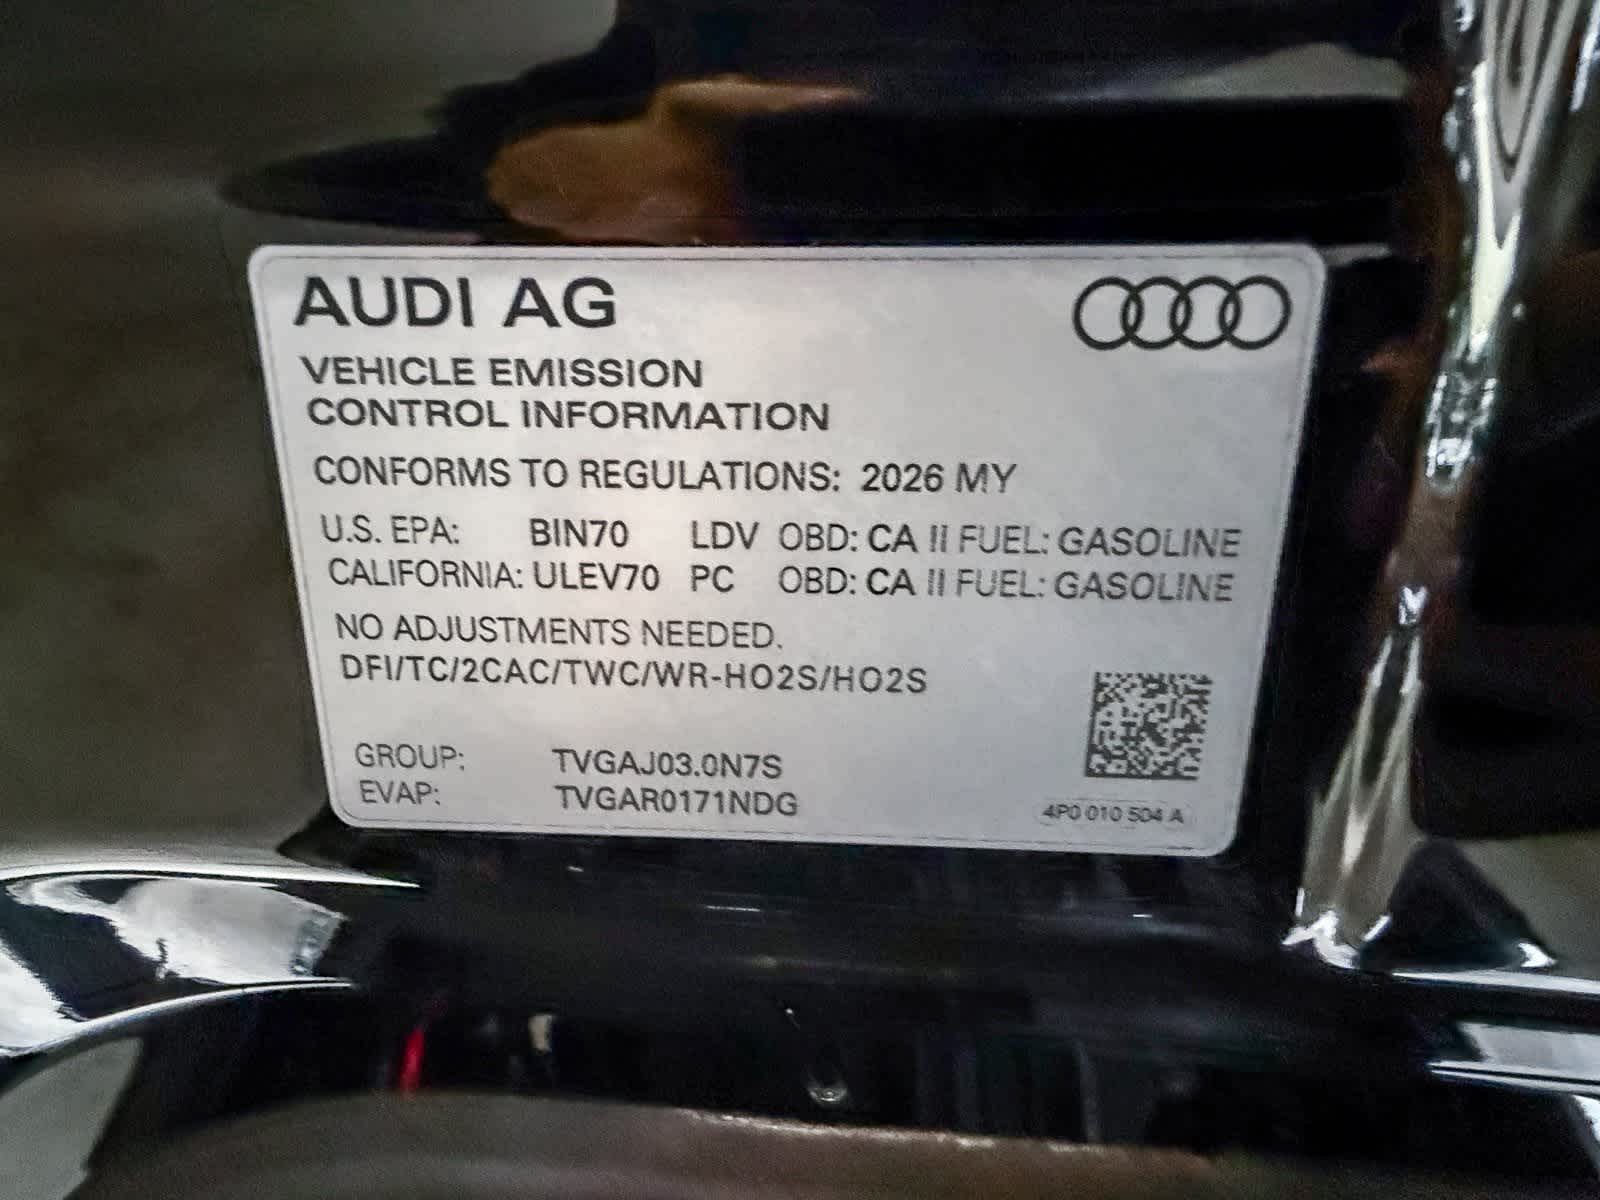 AUDI AG
VEHICLE EMISSION
CONTROL INFORMATION
CONFORMS TO REGULATIONS: 2026 MY
U.S. EPA: BIN70 LDV OBD: CA II FUEL: GASOLINE
CALIFORNIA: ULEV70 PC OBD: CA II FUEL: GASOLINE
NO ADJUSTMENTS NEEDED.
DFI/TC/2CAC/TWC/WR-HO2S/HO2S
GROUP: TVGAJ03.0N7S
EVAP: TVGAR0171NDG
4P0 010 504 A